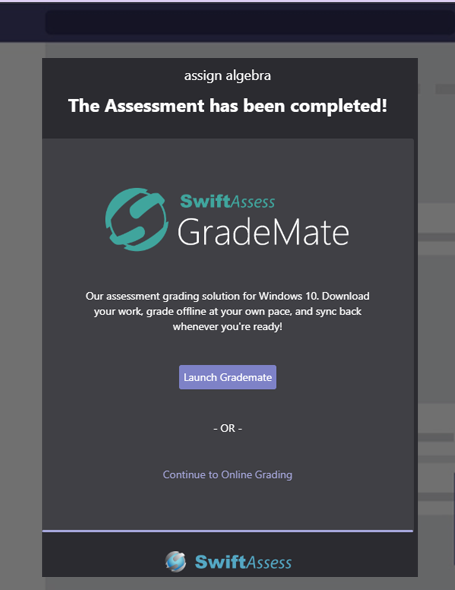 assign algebra
The Assessment has been completed!
SwiftAssess
GradeMate
Our assessment grading solution for Windows 10. Download
your work, grade offline at your own pace, and sync back
whenever you're ready!
Launch Grademate
- OR -
Continue to Online Grading
SwiftAssess